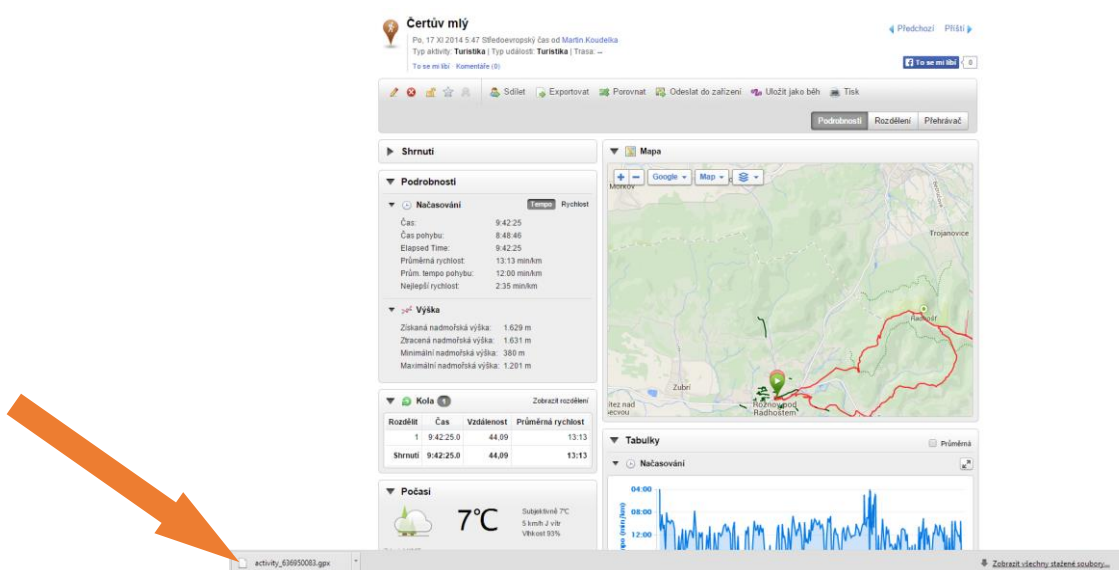 Čertův mlý
Předchozí Příští
Po, 17 XI 2014 5:47 Středoevropský čas od Martin.Koudelka
Typ aktivity: Turistika | Typ události: Turistika | Trasa: --
To se mi líbí · Komentáře (0)
To se mi líbí 0
Sdílet Exportovat Porovnat Odeslat do zařízení Uložit jako běh Tisk
Podrobnosti Rozdělení Přehrávač
Shrnutí
Podrobnosti
Načasování Tempo Rychlost
Čas: 9:42:25
Čas pohybu: 8:48:46
Elapsed Time: 9:42:25
Průměrná rychlost: 13:13 min/km
Prům. tempo pohybu: 12:00 min/km
Nejlepší rychlost: 2:35 min/km
Výška
Získaná nadmořská výška: 1.629 m
Ztracená nadmořská výška: 1.631 m
Minimální nadmořská výška: 380 m
Maximální nadmořská výška: 1.201 m
Kola 1 Zobrazit rozdělení
Rozdělit Čas Vzdálenost Průměrná rychlost
1 9:42:25.0 44,09 13:13
Shrnutí 9:42:25.0 44,09 13:13
Počasí
7°C
Subjektivně 7°C
5 km/h J vítr
Vlhkost 93%
Mapa
+ − Google Map
Morkov
Trojanovice
Radhošť
Zubří
Rožnov pod
Radhoštěm
Tabulky
Průměrná
Načasování
04:00
08:00
12:00
(min/km)
activity_636950083.gpx
Zobrazit všechny stažené soubory...